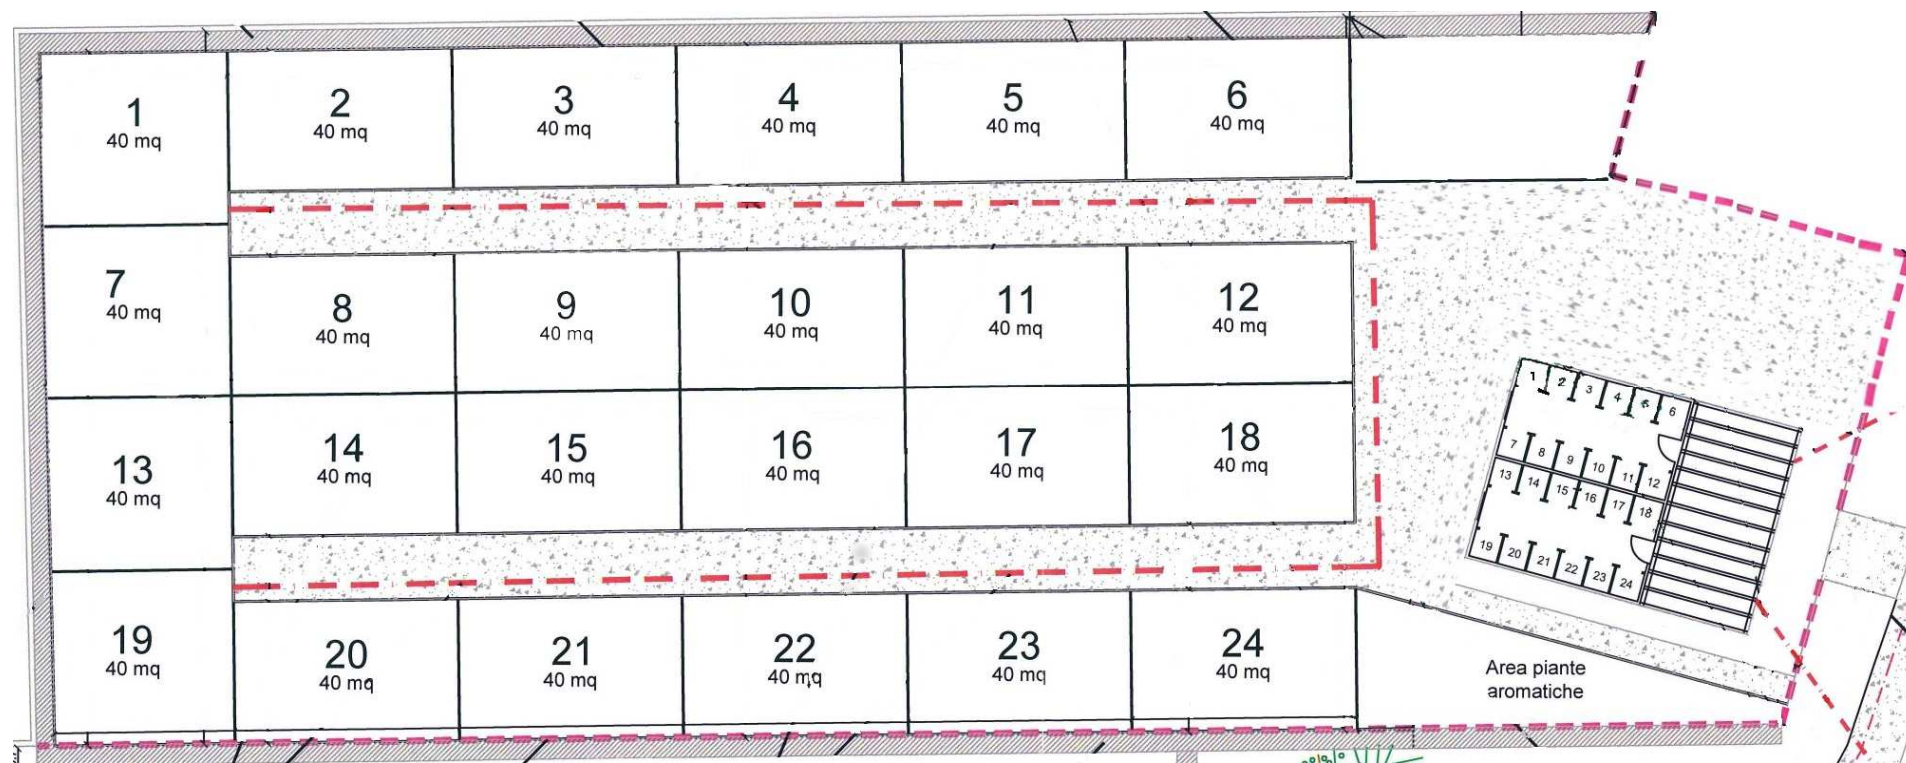 1
40 mq
2
40 mq
3
40 mq
4
40 mq
5
40 mq
6
40 mq
7
40 mq
8
40 mq
9
40 mq
10
40 mq
11
40 mq
12
40 mq
13
40 mq
14
40 mq
15
40 mq
16
40 mq
17
40 mq
18
40 mq
19
40 mq
20
40 mq
21
40 mq
22
40 mq
23
40 mq
24
40 mq
1 2 3 4 5 6
7 8 9 10 11 12
13 14 15 16 17 18
19 20 21 22 23 24
Area piante
aromatiche